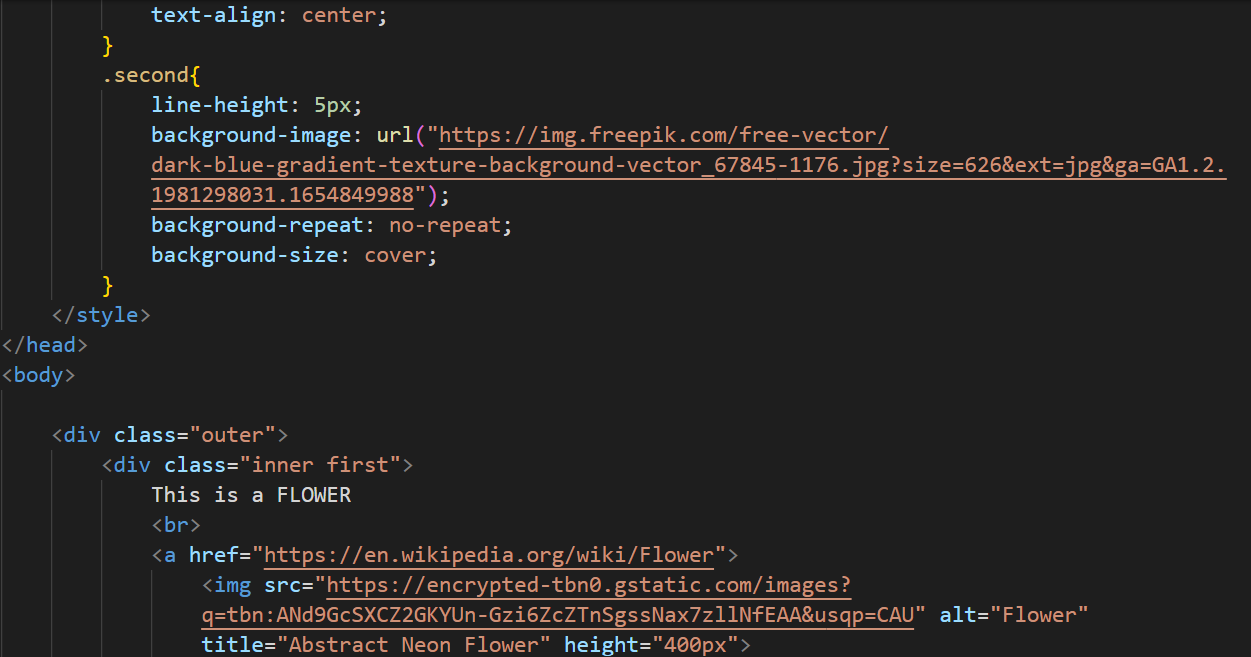 text-align: center;
}
.second{
line-height: 5px;
background-image: url("https://img.freepik.com/free-vector/
dark-blue-gradient-texture-background-vector_67845-1176.jpg?size=626&ext=jpg&ga=GA1.2.
1981298031.1654849988");
background-repeat: no-repeat;
background-size: cover;
}
</style>
</head>
<body>
<div class="outer">
<div class="inner first">
This is a FLOWER
<br>
<a href="https://en.wikipedia.org/wiki/Flower">
<img src="https://encrypted-tbn0.gstatic.com/images?
q=tbn:ANd9GcSXCZ2GKYUn-Gzi6ZcZTnSgssNax7zllNfEAA&usqp=CAU" alt="Flower"
title="Abstract Neon Flower" height="400px">